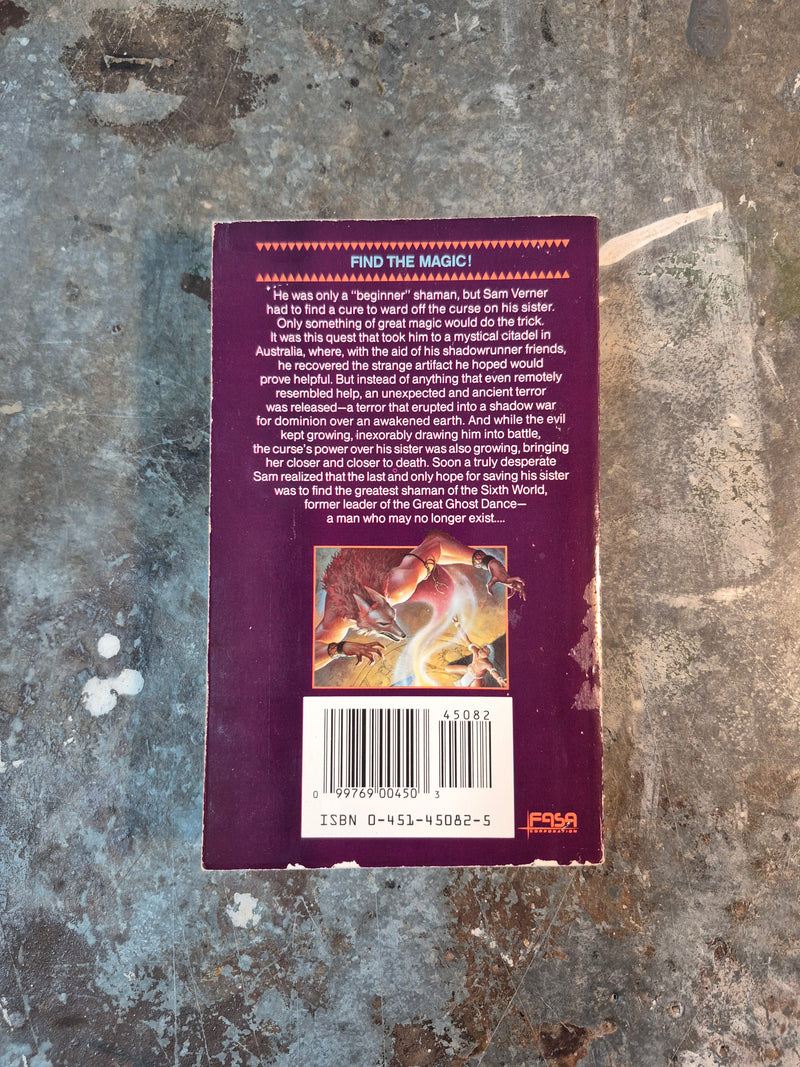 FIND THE MAGIC!
He was only a "beginner" shaman, but Sam Verner
had to find a cure to ward off the curse on his sister.
Only something of great magic would do the trick.
It was this quest that took him to a mystical citadel in
Australia, where, with the aid of his shadowrunner friends,
he recovered the strange artifact he hoped would
prove helpful. But instead of anything that even remotely
resembled help, an unexpected and ancient terror
was released—a terror that erupted into a shadow war
for dominion over an awakened earth. And while the evil
kept growing, inexorably drawing him into battle,
the curse's power over his sister was also growing, bringing
her closer and closer to death. Soon a truly desperate
Sam realized that the last and only hope for saving his sister
was to find the greatest shaman of the Sixth World,
former leader of the Great Ghost Dance—
a man who may no longer exist....
45082
0 99769 00450 3
ISBN 0-451-45082-5
FASA
CORPORATION